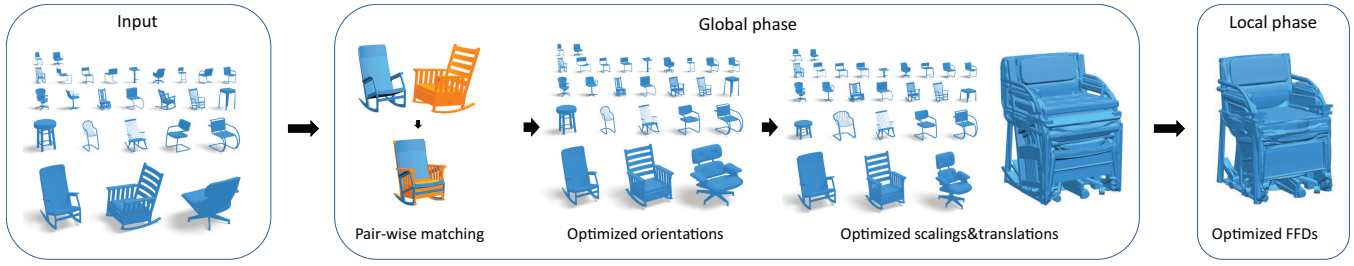 Input
Global phase
Local phase
Pair-wise matching
Optimized orientations
Optimized scalings&translations
Optimized FFDs